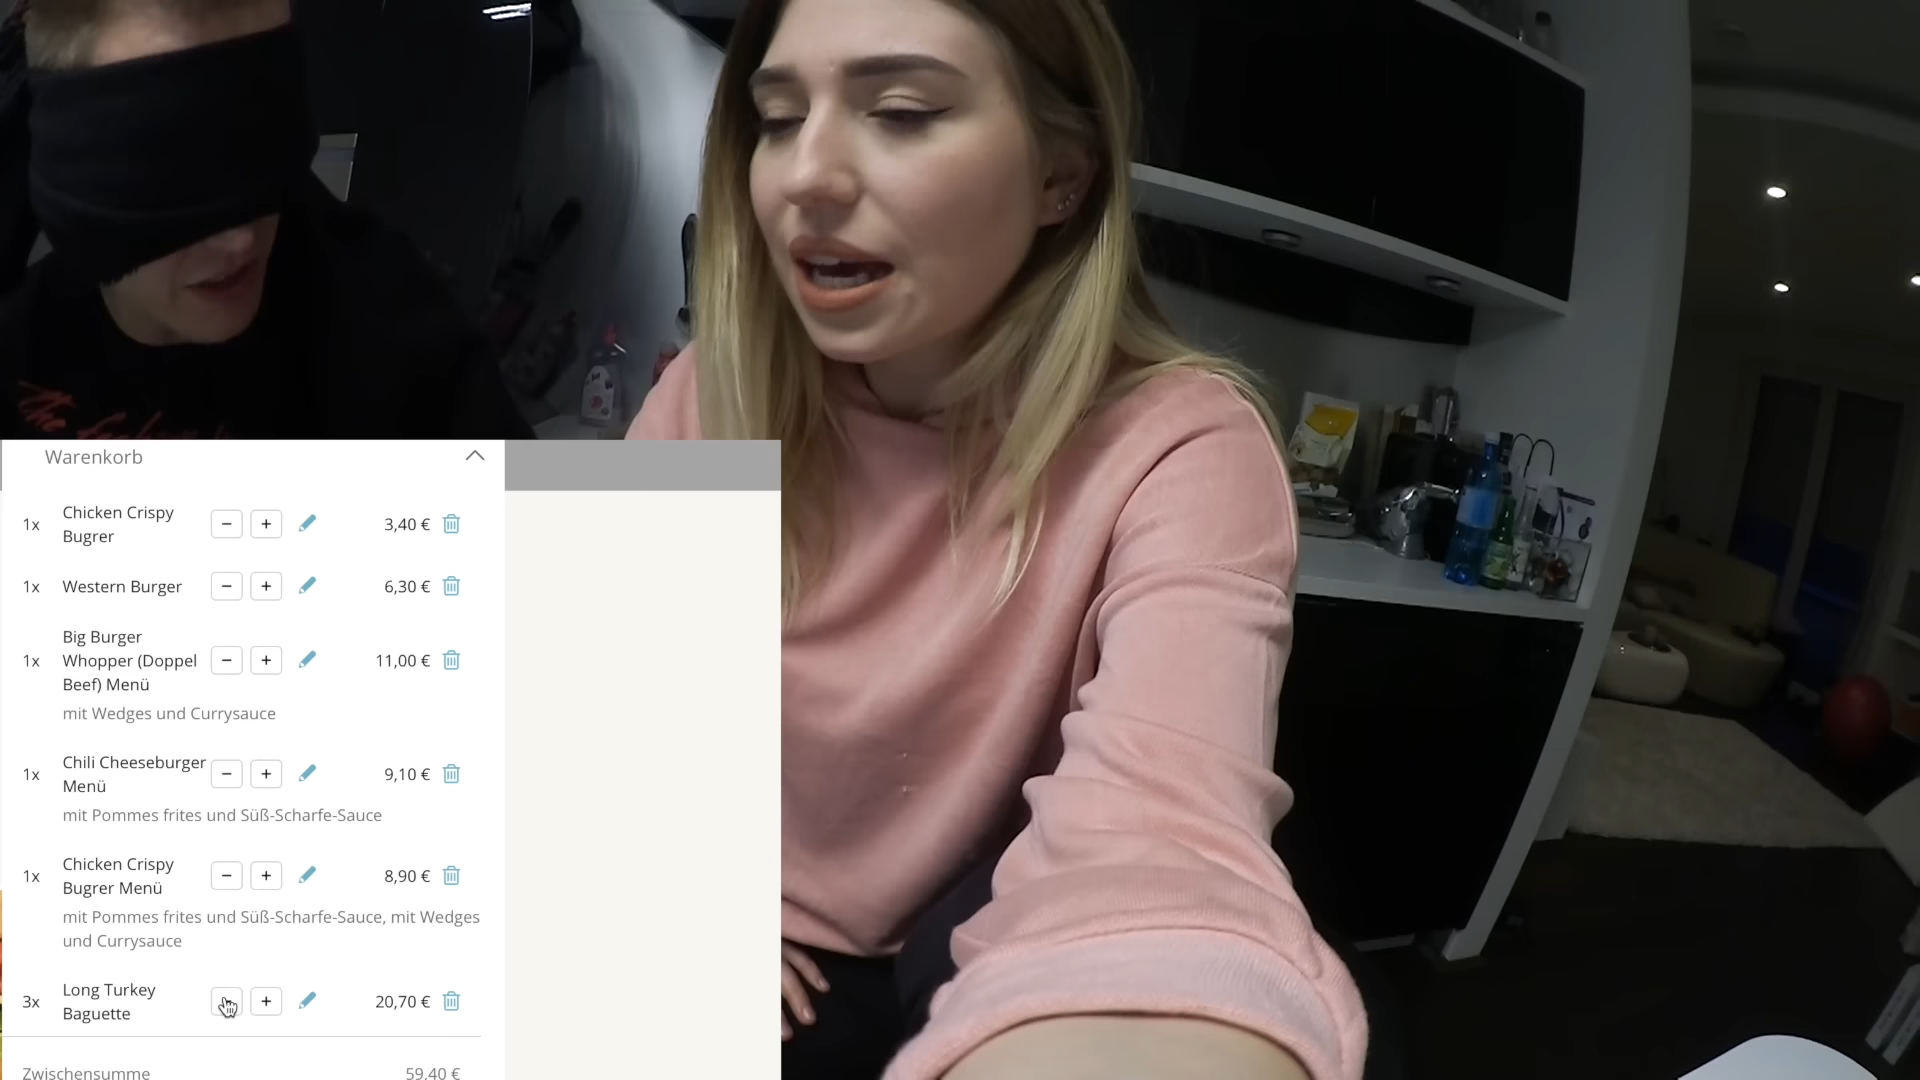 The
Warenkorb
1x Chicken Crispy Bugrer − + 3,40 €
1x Western Burger − + 6,30 €
1x Big Burger Whopper (Doppel Beef) Menü − + 11,00 €
mit Wedges und Currysauce
1x Chili Cheeseburger Menü − + 9,10 €
mit Pommes frites und Süß-Scharfe-Sauce
1x Chicken Crispy Bugrer Menü − + 8,90 €
mit Pommes frites und Süß-Scharfe-Sauce, mit Wedges
und Currysauce
3x Long Turkey Baguette + 20,70 €
Zwischensumme 59,40 €